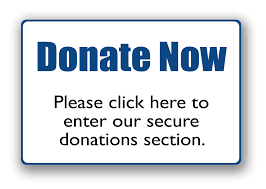 Donate Now
Please click here to
enter our secure
donations section.